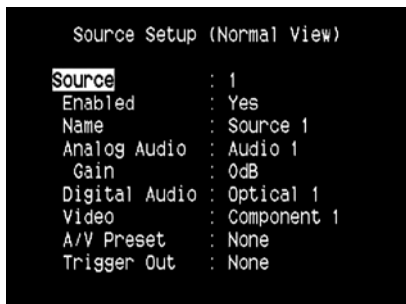 Source Setup (Normal View)
Source : 1
Enabled : Yes
Name : Source 1
Analog Audio : Audio 1
Gain : 0dB
Digital Audio : Optical 1
Video : Component 1
A/V Preset : None
Trigger Out : None